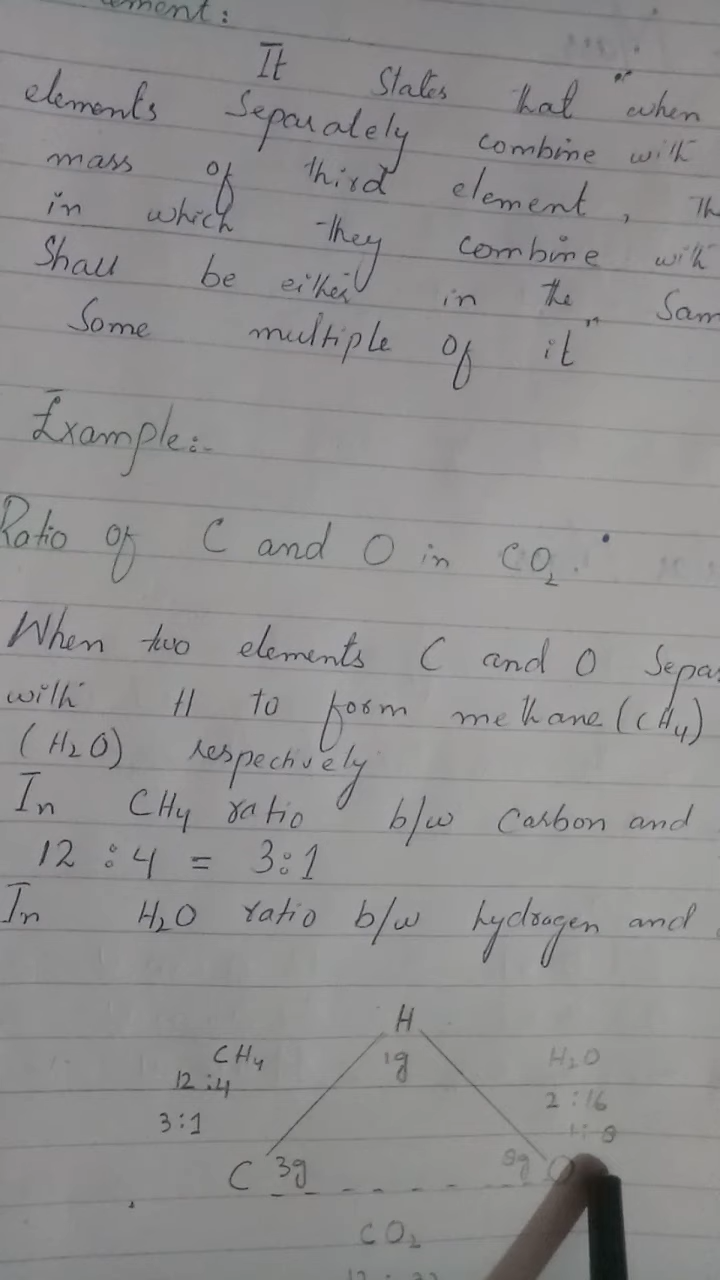 It States that "when
elements Separately combine with
mass of third element, Th
in which they combine with
Shall be either in the Sam
Some multiple of it"
Example:-
Ratio of C and O in CO₂.
When two elements C and O Sepa
with H to form methane (CH₄)
(H₂O) respectively
In CH₄ ratio b/w Carbon and
12 : 4 = 3:1
In H₂O ratio b/w hydrogen and
H
1g
CH₄
12 :4
3:1
H₂O
2 :16
1: 8
C 3g
8g O
CO₂